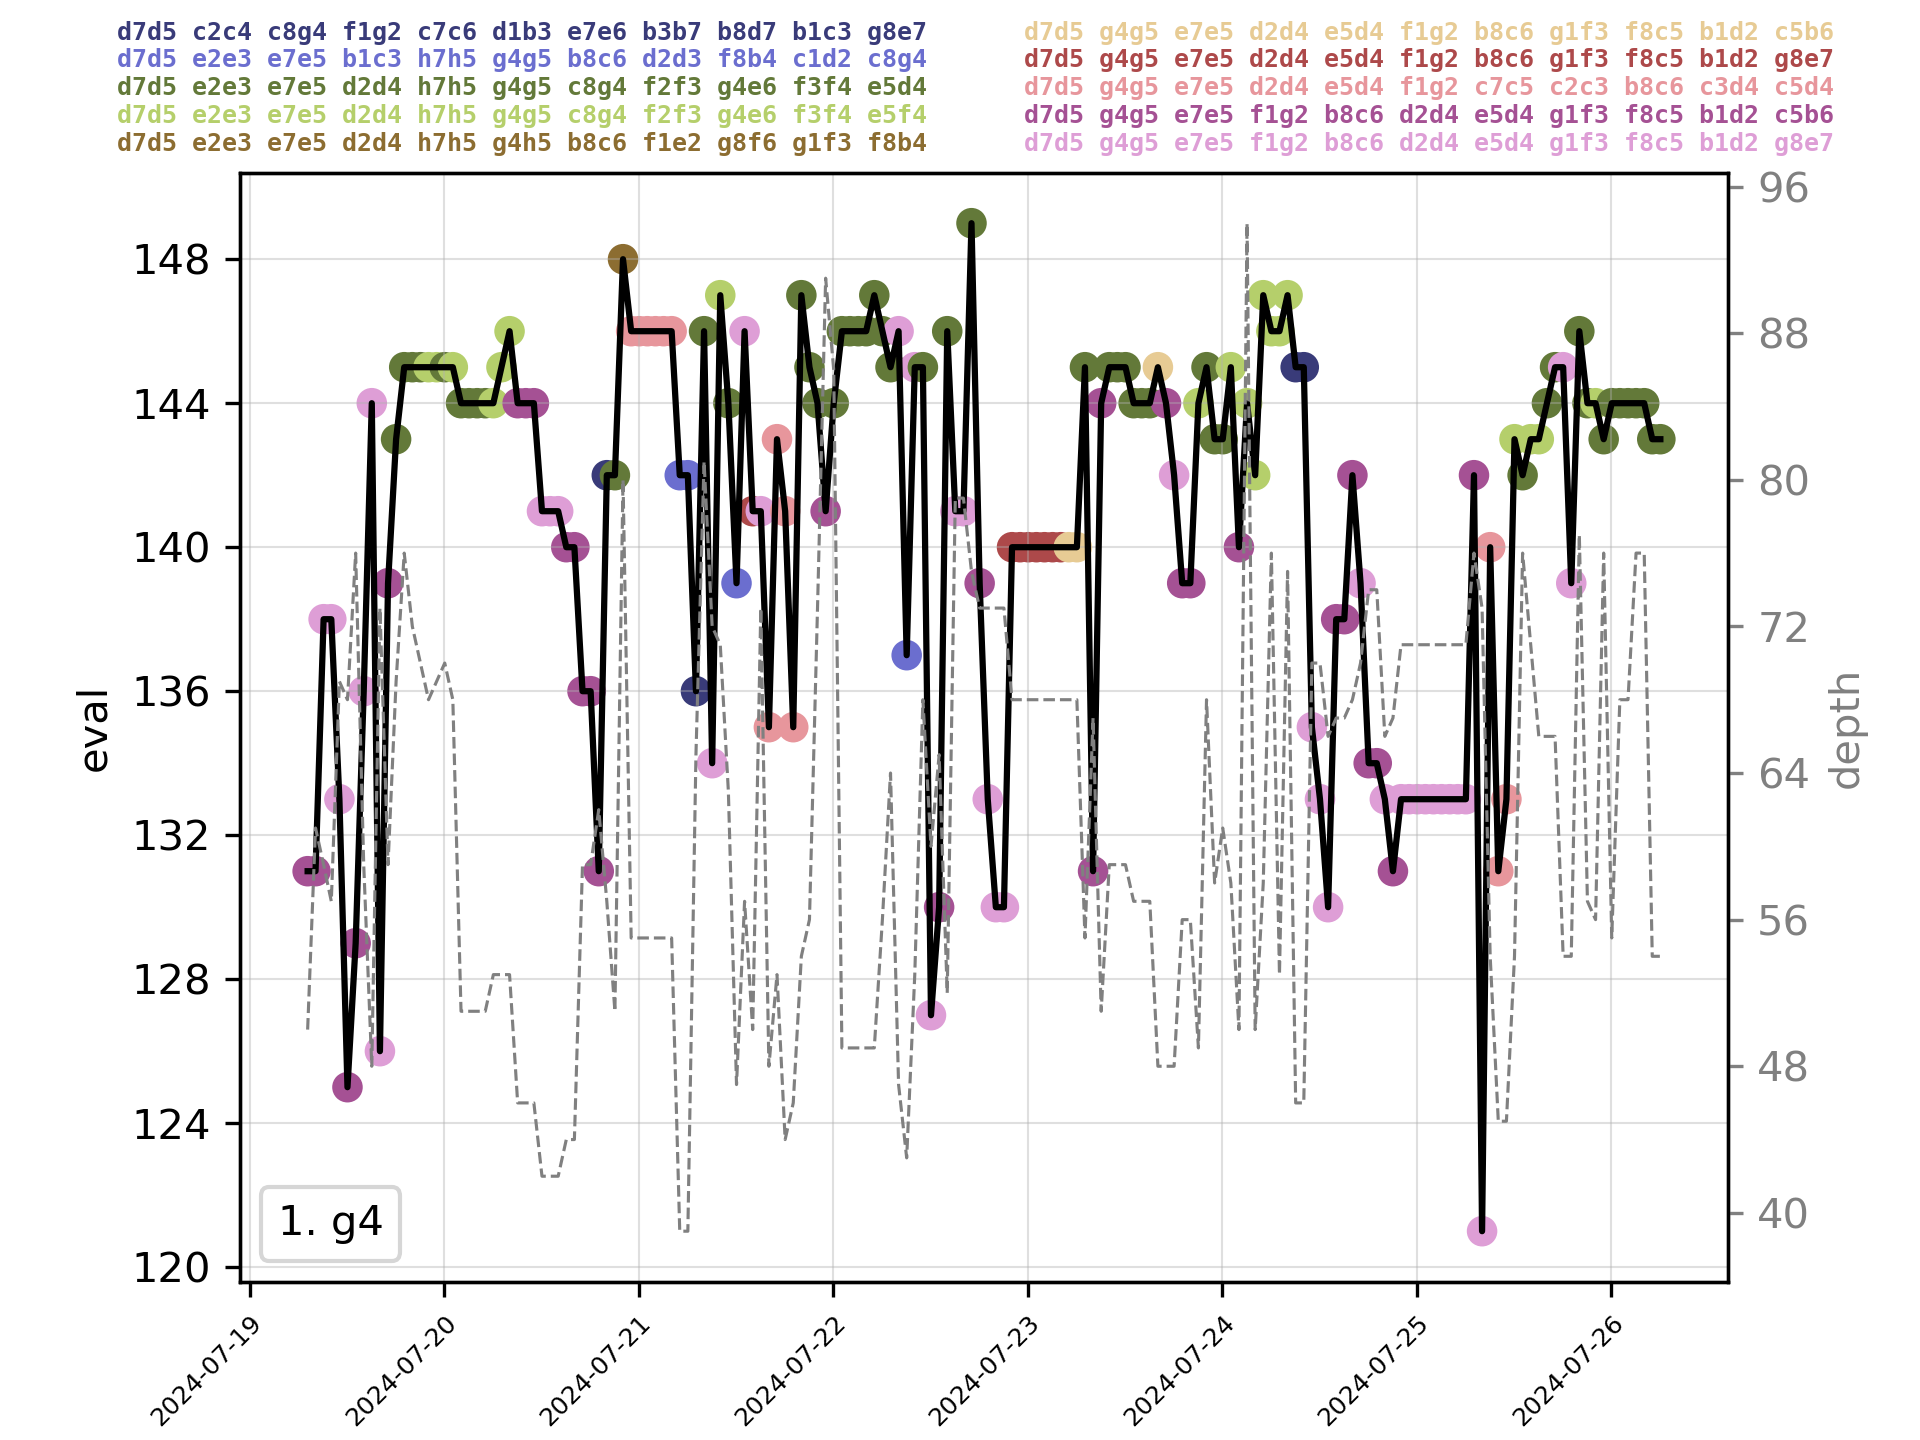 d7d5 c2c4 c8g4 f1g2 c7c6 d1b3 e7e6 b3b7 b8d7 b1c3 g8e7
d7d5 e2e3 e7e5 b1c3 h7h5 g4g5 b8c6 d2d3 f8b4 c1d2 c8g4
d7d5 e2e3 e7e5 d2d4 h7h5 g4g5 c8g4 f2f3 g4e6 f3f4 e5d4
d7d5 e2e3 e7e5 d2d4 h7h5 g4g5 c8g4 f2f3 g4e6 f3f4 e5f4
d7d5 e2e3 e7e5 d2d4 h7h5 g4h5 b8c6 f1e2 g8f6 g1f3 f8b4
d7d5 g4g5 e7e5 d2d4 e5d4 f1g2 b8c6 g1f3 f8c5 b1d2 c5b6
d7d5 g4g5 e7e5 d2d4 e5d4 f1g2 b8c6 g1f3 f8c5 b1d2 g8e7
d7d5 g4g5 e7e5 d2d4 e5d4 f1g2 c7c5 c2c3 b8c6 c3d4 c5d4
d7d5 g4g5 e7e5 f1g2 b8c6 d2d4 e5d4 g1f3 f8c5 b1d2 c5b6
d7d5 g4g5 e7e5 f1g2 b8c6 d2d4 e5d4 g1f3 f8c5 b1d2 g8e7
148
144
140
136
132
128
124
120
eval
96
88
80
72
64
56
48
40
depth
1. g4
2024-07-19
2024-07-20
2024-07-21
2024-07-22
2024-07-23
2024-07-24
2024-07-25
2024-07-26